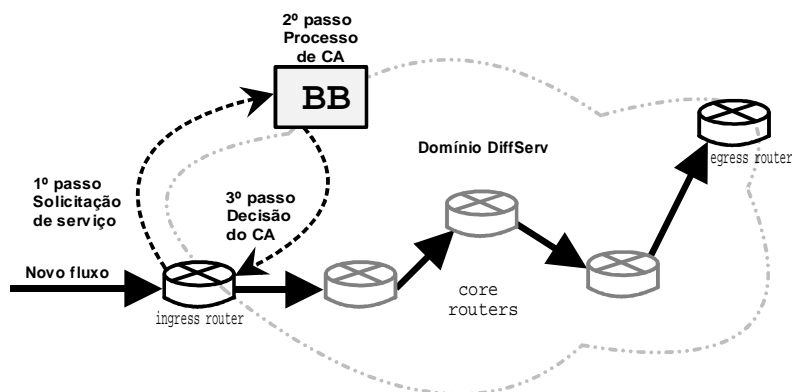 2º passo
Processo
de CA
BB
Domínio DiffServ
egress router
1º passo
Solicitação
de serviço
3º passo
Decisão
do CA
Novo fluxo
ingress router
core
routers